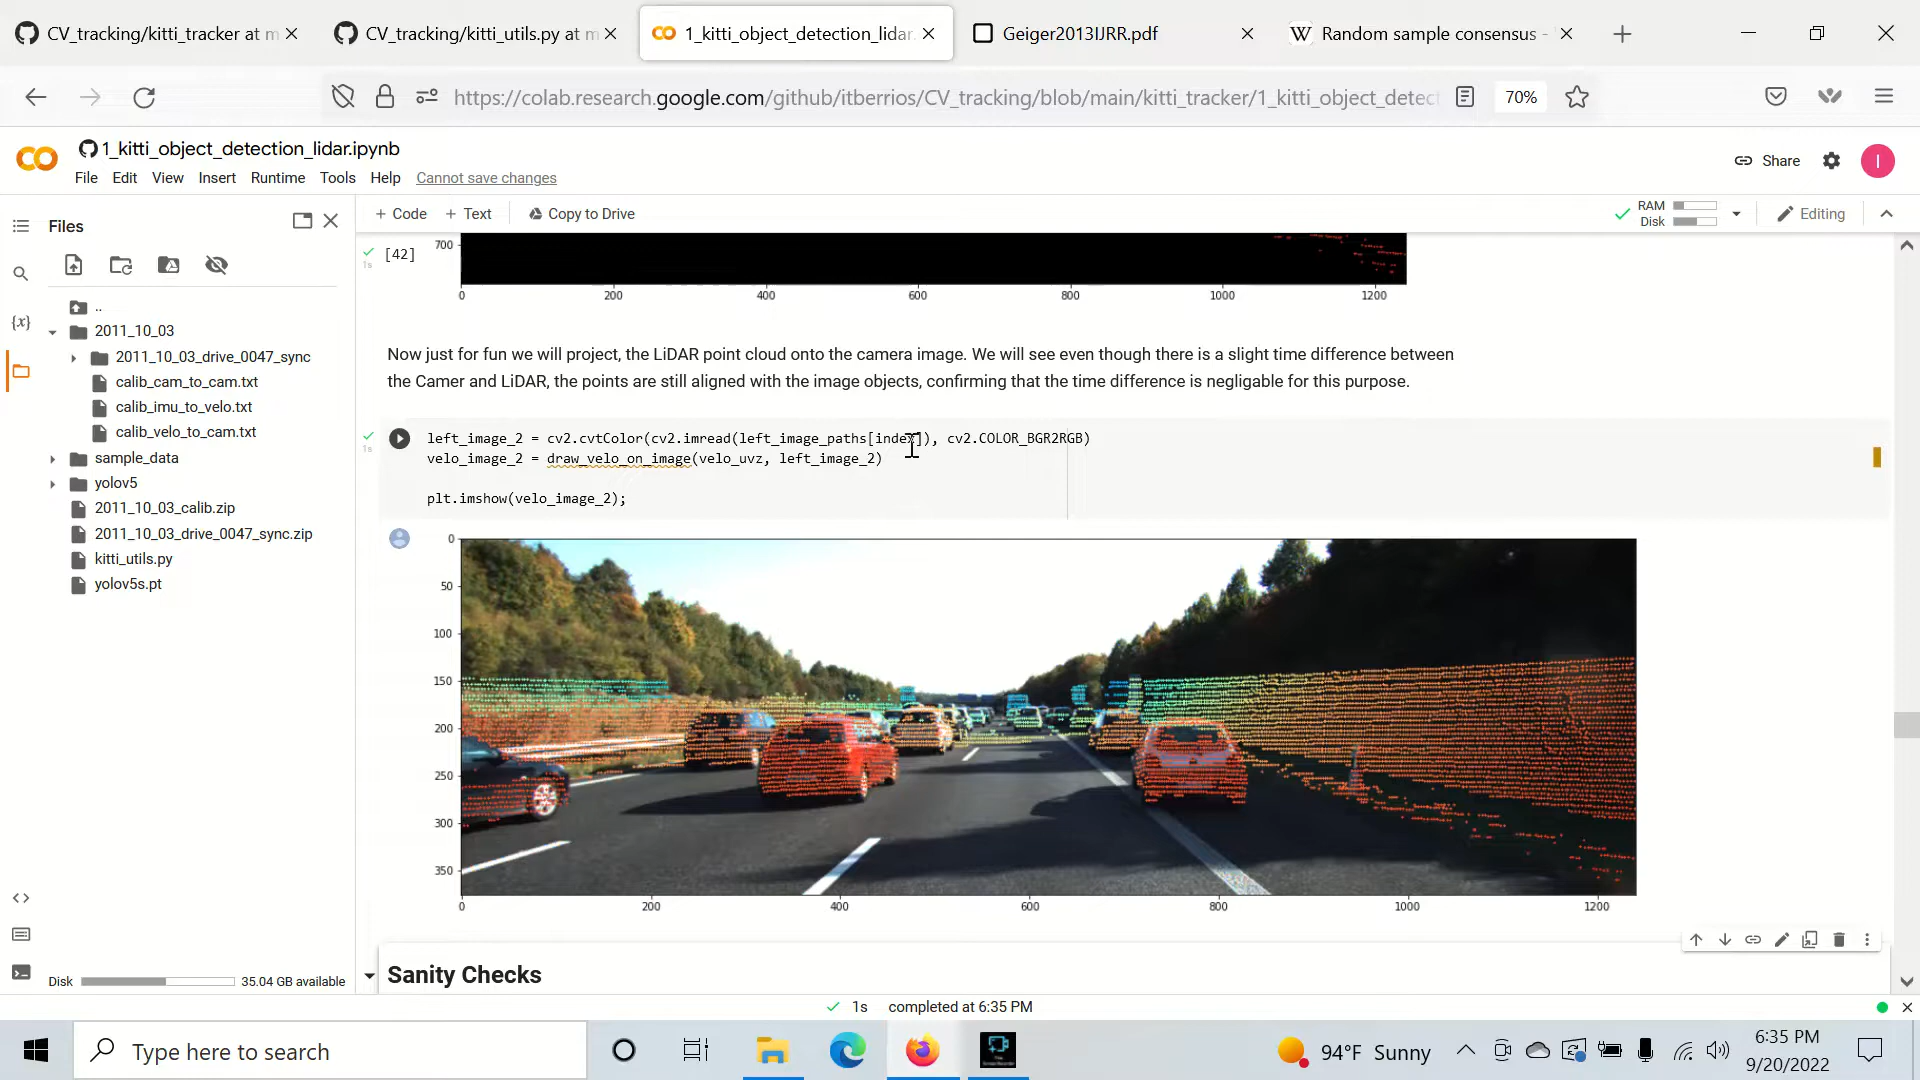 CV_tracking/kitti_tracker at m
CV_tracking/kitti_utils.py at m
1_kitti_object_detection_lidar.
Geiger2013IJRR.pdf
Random sample consensus -
https://colab.research.google.com/github/itberrios/CV_tracking/blob/main/kitti_tracker/1_kitti_object_detect
70%
1_kitti_object_detection_lidar.ipynb
File Edit View Insert Runtime Tools Help Cannot save changes
Share
I
Files
+ Code + Text Copy to Drive
RAM
Disk
Editing
..
2011_10_03
2011_10_03_drive_0047_sync
calib_cam_to_cam.txt
calib_imu_to_velo.txt
calib_velo_to_cam.txt
sample_data
yolov5
2011_10_03_calib.zip
2011_10_03_drive_0047_sync.zip
kitti_utils.py
yolov5s.pt
Disk 35.04 GB available
{x}
1s
[42]
700
0 200 400 600 800 1000 1200
Now just for fun we will project, the LiDAR point cloud onto the camera image. We will see even though there is a slight time difference between
the Camer and LiDAR, the points are still aligned with the image objects, confirming that the time difference is negligable for this purpose.
1s
left_image_2 = cv2.cvtColor(cv2.imread(left_image_paths[index]), cv2.COLOR_BGR2RGB)
velo_image_2 = draw_velo_on_image(velo_uvz, left_image_2)
plt.imshow(velo_image_2);
0
50
100
150
200
250
300
350
0 200 400 600 800 1000 1200
Sanity Checks
1s completed at 6:35 PM
Type here to search
94°F Sunny
6:35 PM
9/20/2022